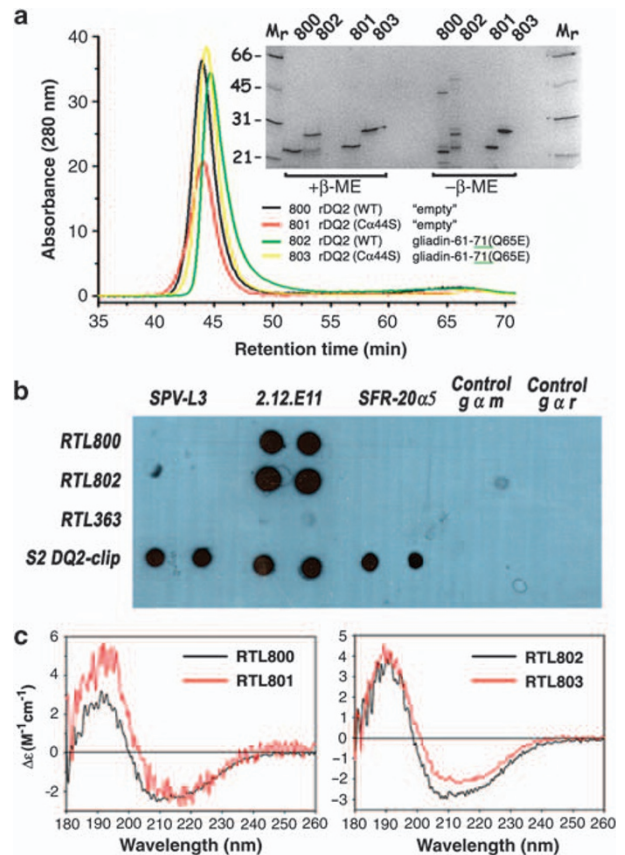 a
Absorbance (280 nm)
40
30
20
10
0
35 40 45 50 55 60 65 70
Retention time (min)
Mr 800 802 801 803 800 802 801 803 Mr
66-
45-
31-
21-
+β-ME -β-ME
800 rDQ2 (WT) "empty"
801 rDQ2 (Cα44S) "empty"
802 rDQ2 (WT) gliadin-61-71(Q65E)
803 rDQ2 (Cα44S) gliadin-61-71(Q65E)
b
SPV-L3 2.12.E11 SFR-20α5 Control g α m Control g α r
RTL800
RTL802
RTL363
S2 DQ2-clip
c
Δε (M⁻¹cm⁻¹)
6
4
2
0
-2
RTL800
RTL801
180 190 200 210 220 230 240 250 260
Wavelength (nm)
5
4
3
2
1
0
-1
-2
-3
RTL802
RTL803
180 190 200 210 220 230 240 250 260
Wavelength (nm)